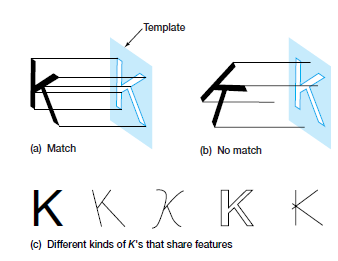 Template
(a) Match
(b) No match
K K K K K
(c) Different kinds of K's that share features